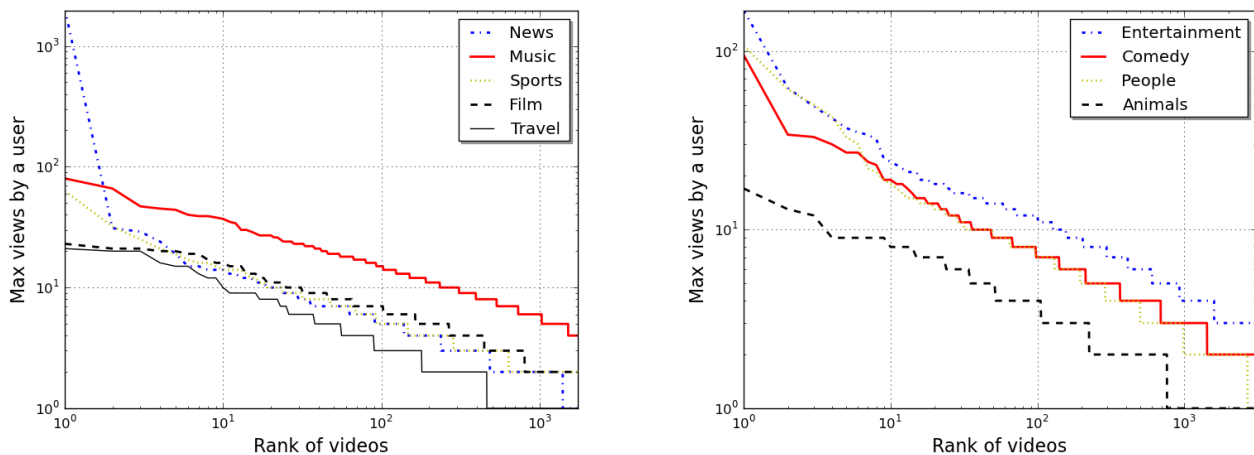 Max views by a user
10³
10²
10¹
10⁰
News
Music
Sports
Film
Travel
10⁰ 10¹ 10² 10³
Rank of videos
Max views by a user
10²
10¹
10⁰
Entertainment
Comedy
People
Animals
10⁰ 10¹ 10² 10³
Rank of videos